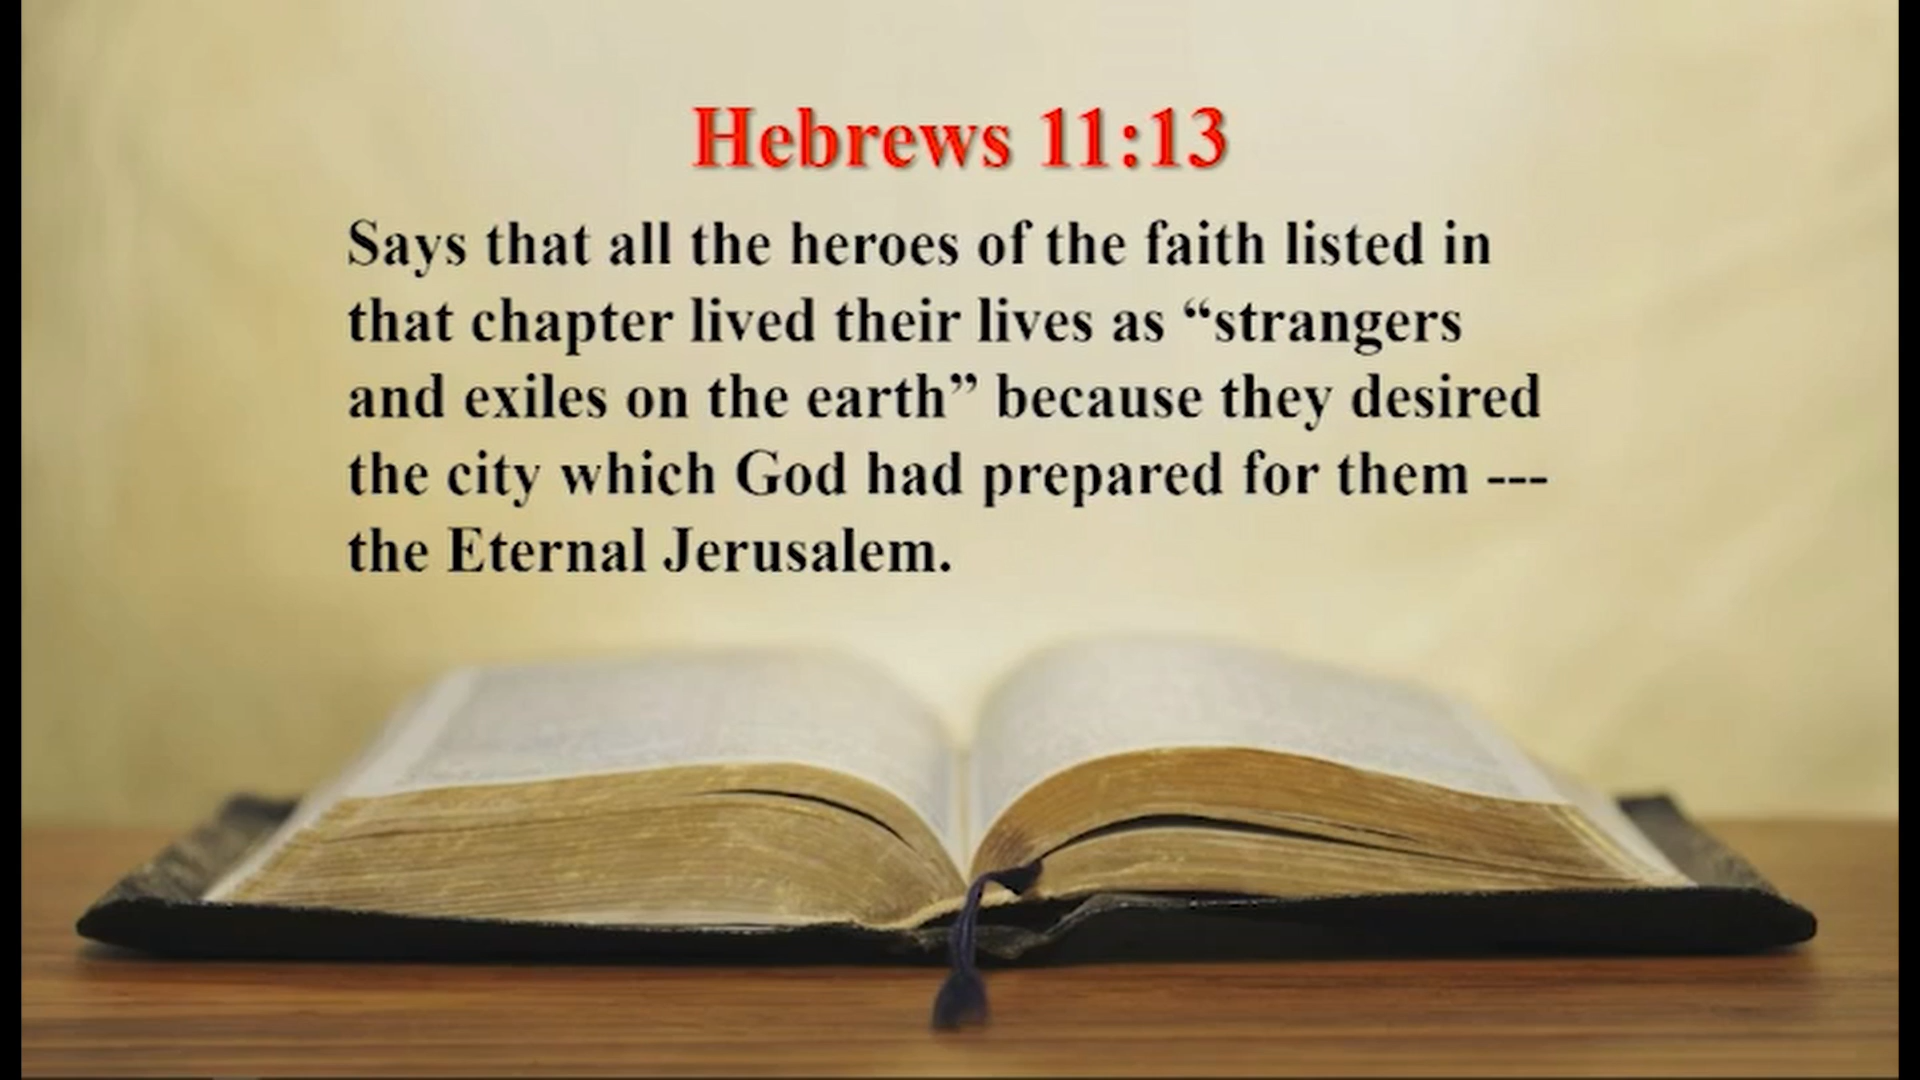 Hebrews 11:13
Says that all the heroes of the faith listed in
that chapter lived their lives as “strangers
and exiles on the earth” because they desired
the city which God had prepared for them ---
the Eternal Jerusalem.